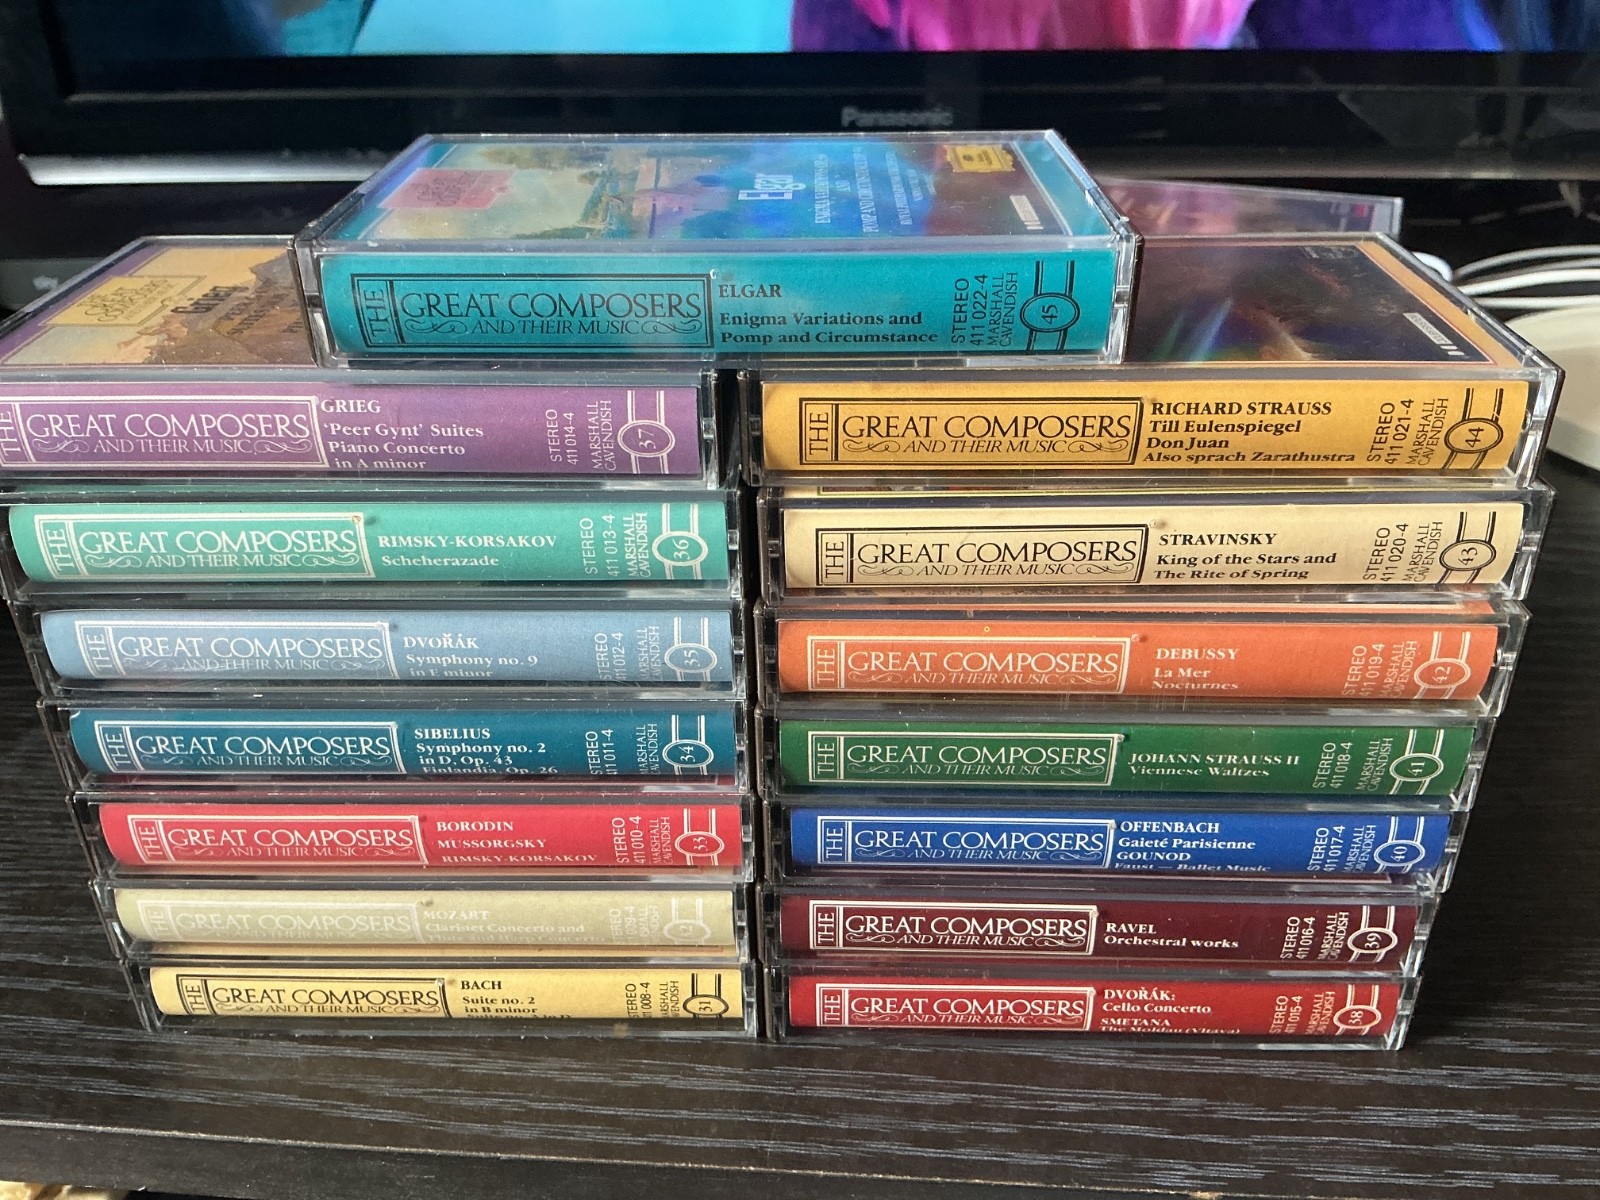 Panasonic
Elgar
THE
GREAT COMPOSERS
AND THEIR MUSIC
ELGAR
Enigma Variations and
Pomp and Circumstance
STEREO
411 022-4
MARSHALL
CAVENDISH
45
Grieg
THE
GREAT COMPOSERS
AND THEIR MUSIC
GRIEG
'Peer Gynt' Suites
Piano Concerto
in A minor
STEREO
411 014-4
MARSHALL
CAVENDISH
37
THE
GREAT COMPOSERS
AND THEIR MUSIC
RIMSKY-KORSAKOV
Scheherazade
STEREO
411 013-4
MARSHALL
CAVENDISH
36
THE
GREAT COMPOSERS
AND THEIR MUSIC
DVOŘÁK
Symphony no. 9
in E minor
STEREO
411 012-4
MARSHALL
CAVENDISH
35
THE
GREAT COMPOSERS
AND THEIR MUSIC
SIBELIUS
Symphony no. 2
in D, Op. 43
Finlandia, Op. 26
STEREO
411 011-4
MARSHALL
CAVENDISH
34
THE
GREAT COMPOSERS
AND THEIR MUSIC
BORODIN
MUSSORGSKY
RIMSKY-KORSAKOV
STEREO
411 010-4
MARSHALL
CAVENDISH
33
THE
GREAT COMPOSERS
AND THEIR MUSIC
MOZART
Clarinet Concerto and
Flute and Harp Concerto
STEREO
009-4
MARSHALL
CAVENDISH
32
THE
GREAT COMPOSERS
AND THEIR MUSIC
BACH
Suite no. 2
in B minor
STEREO
411 008-4
MARSHALL
CAVENDISH
31
THE
GREAT COMPOSERS
AND THEIR MUSIC
RICHARD STRAUSS
Till Eulenspiegel
Don Juan
Also sprach Zarathustra
STEREO
411 021-4
MARSHALL
CAVENDISH
44
THE
GREAT COMPOSERS
AND THEIR MUSIC
STRAVINSKY
King of the Stars and
The Rite of Spring
STEREO
411 020-4
MARSHALL
CAVENDISH
43
THE
GREAT COMPOSERS
AND THEIR MUSIC
DEBUSSY
La Mer
Nocturnes
STEREO
411 019-4
MARSHALL
CAVENDISH
42
THE
GREAT COMPOSERS
AND THEIR MUSIC
JOHANN STRAUSS II
Viennese Waltzes
STEREO
411 018-4
MARSHALL
CAVENDISH
41
THE
GREAT COMPOSERS
AND THEIR MUSIC
OFFENBACH
Gaieté Parisienne
GOUNOD
Faust — Ballet Music
STEREO
411 017-4
MARSHALL
CAVENDISH
40
THE
GREAT COMPOSERS
AND THEIR MUSIC
RAVEL
Orchestral works
STEREO
411 016-4
MARSHALL
CAVENDISH
39
THE
GREAT COMPOSERS
AND THEIR MUSIC
DVOŘÁK:
Cello Concerto
SMETANA
The Moldau (Vltava)
STEREO
411 015-4
MARSHALL
CAVENDISH
38